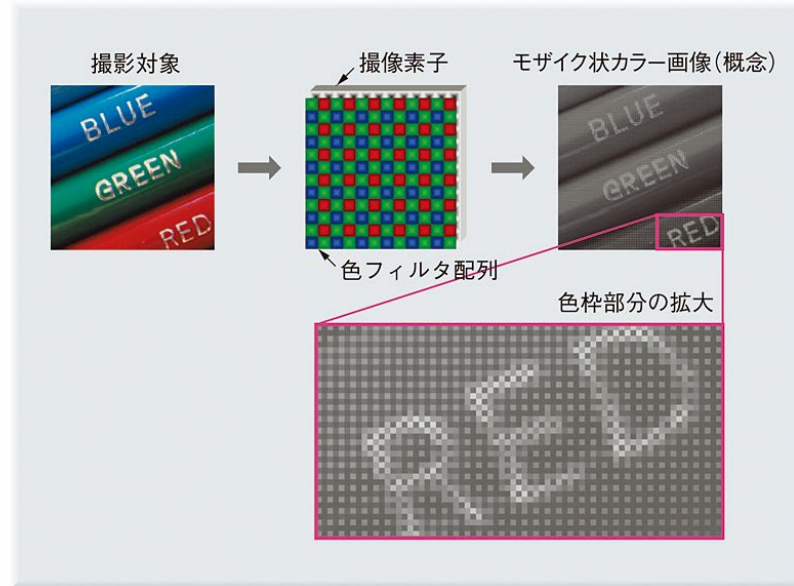 撮影対象
撮像素子
モザイク状カラー画像(概念)
BLUE
GREEN
RED
BLUE
GREEN
RED
色フィルタ配列
色枠部分の拡大
RED